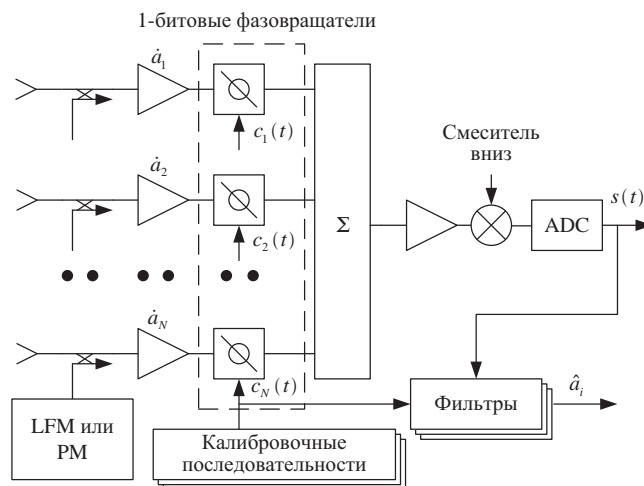 1-битовые фазовращатели
ȧ1
c1(t)
ȧ2
c2(t)
ȧN
cN(t)
Σ
Смеситель
вниз
s(t)
ADC
LFM или
PM
Калибровочные
последовательности
Фильтры
âi